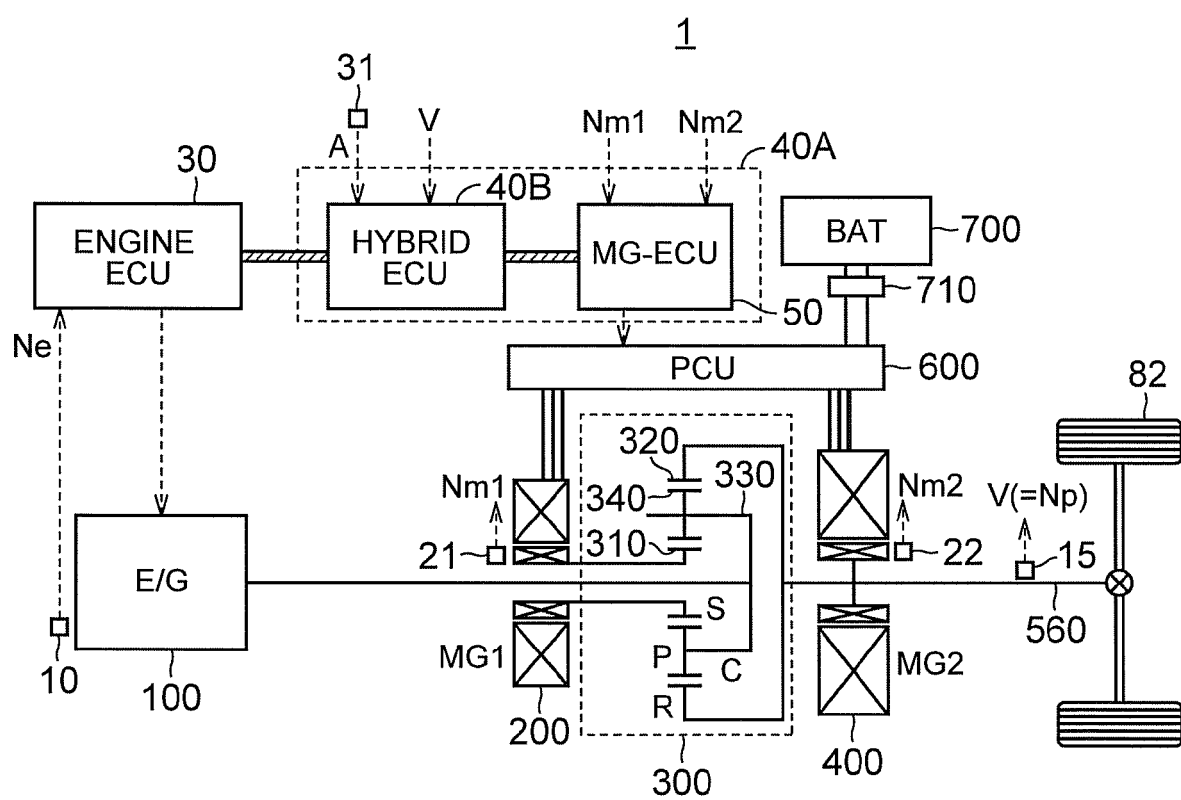 1
31
V
Nm1
Nm2
A
40A
30
40B
ENGINE
ECU
HYBRID
ECU
MG-ECU
BAT
700
710
50
Ne
PCU
600
82
320
330
340
Nm1
Nm2
V(=Np)
310
21
22
15
E/G
S
560
10
100
MG1
P
C
MG2
R
200
300
400